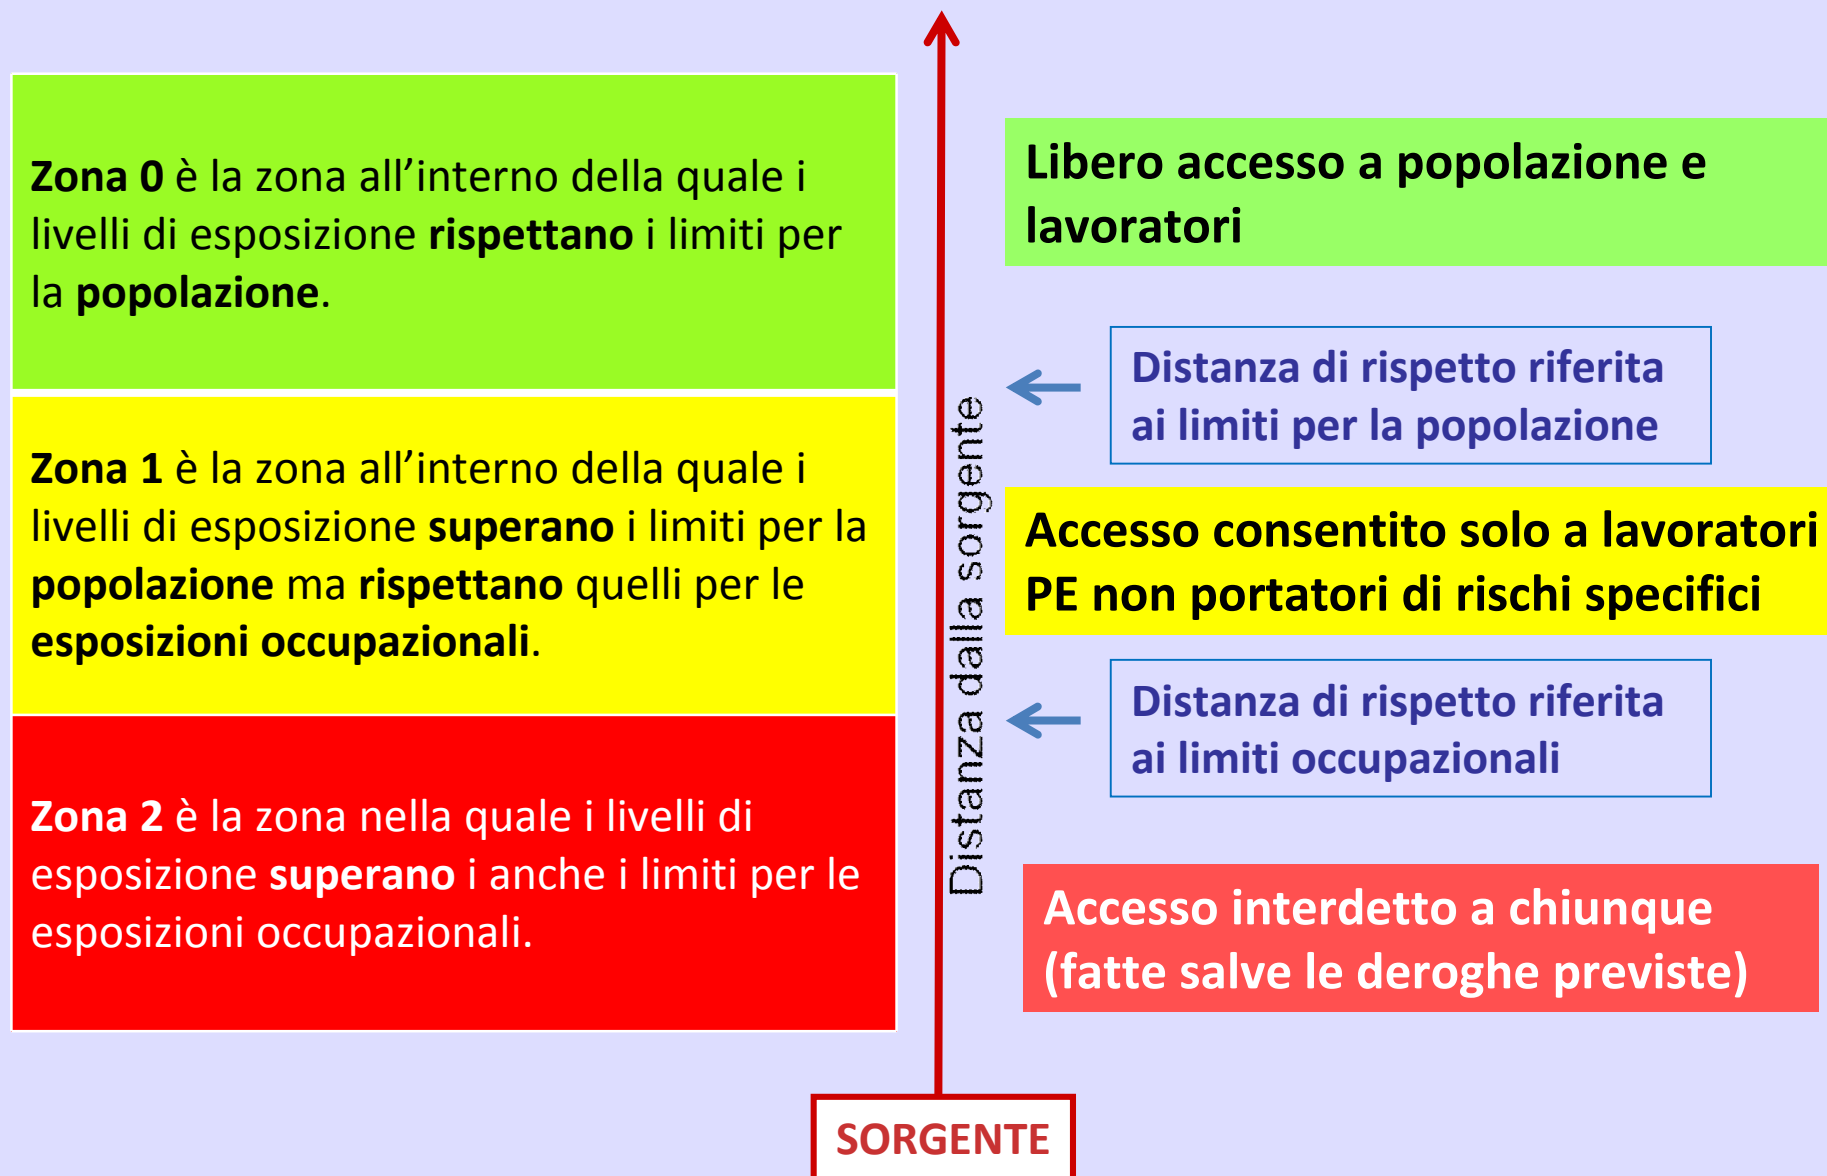 Zona 0 è la zona all’interno della quale i
livelli di esposizione rispettano i limiti per
la popolazione.
Zona 1 è la zona all’interno della quale i
livelli di esposizione superano i limiti per la
popolazione ma rispettano quelli per le
esposizioni occupazionali.
Zona 2 è la zona nella quale i livelli di
esposizione superano i anche i limiti per le
esposizioni occupazionali.
Distanza dalla sorgente
Libero accesso a popolazione e
lavoratori
Distanza di rispetto riferita
ai limiti per la popolazione
Accesso consentito solo a lavoratori
PE non portatori di rischi specifici
Distanza di rispetto riferita
ai limiti occupazionali
Accesso interdetto a chiunque
(fatte salve le deroghe previste)
SORGENTE